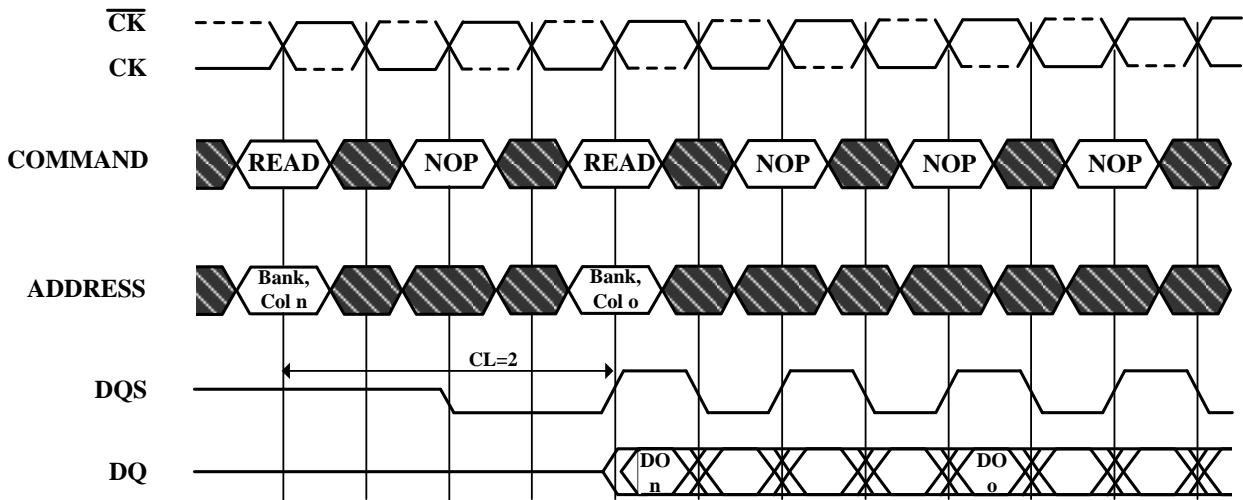 CK
CK
COMMAND READ NOP READ NOP NOP NOP
ADDRESS Bank, Col n Bank, Col o
CL=2
DQS
DQ DO n DO o